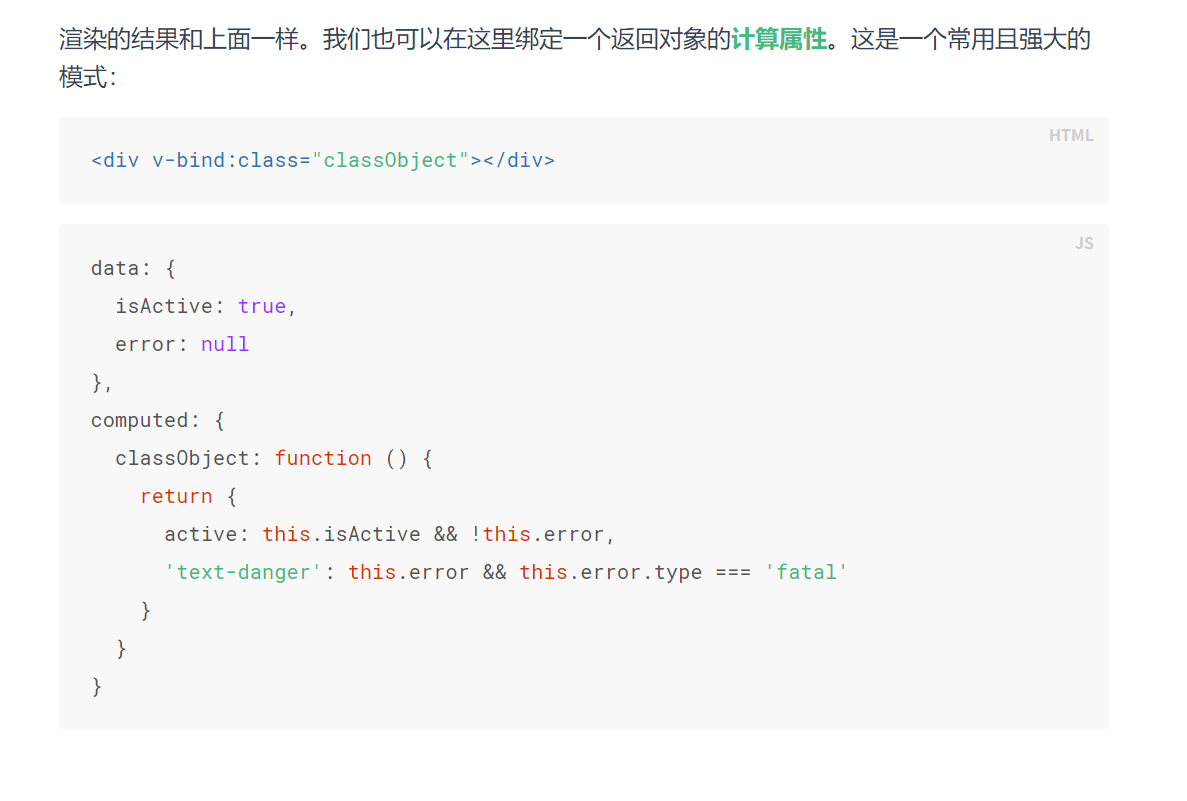 渲染的结果和上面一样。我们也可以在这里绑定一个返回对象的计算属性。这是一个常用且强大的
模式：
HTML
<div v-bind:class="classObject"></div>
JS
data: {
  isActive: true,
  error: null
},
computed: {
  classObject: function () {
    return {
      active: this.isActive && !this.error,
      'text-danger': this.error && this.error.type === 'fatal'
    }
  }
}